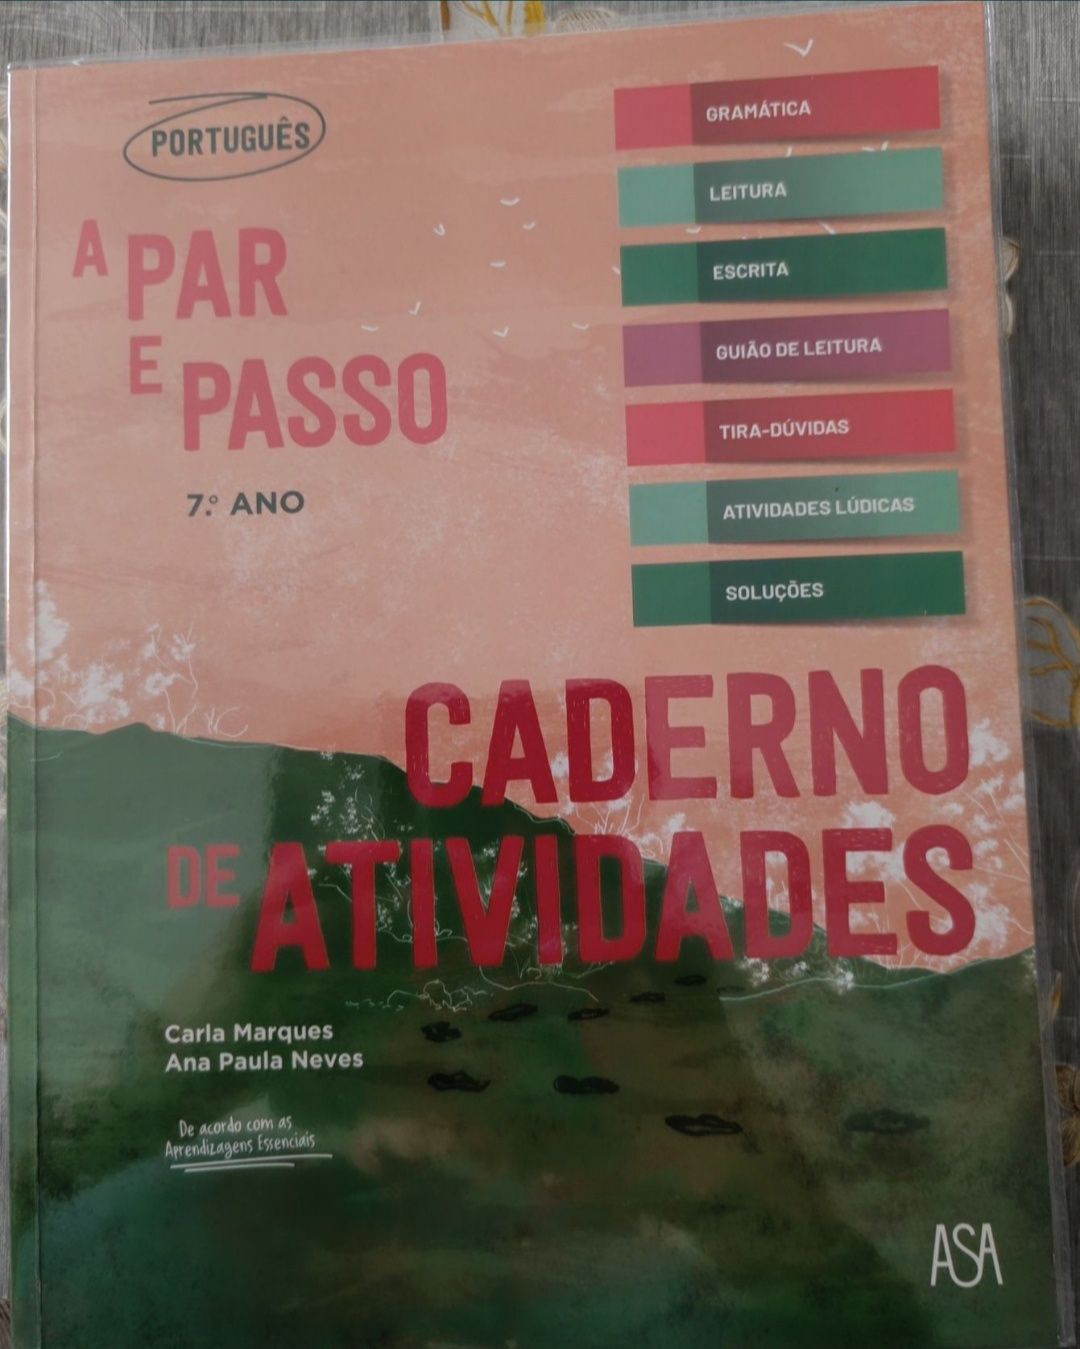 PORTUGUÊS
A PAR
E PASSO
7.º ANO
GRAMÁTICA
LEITURA
ESCRITA
GUIÃO DE LEITURA
TIRA-DÚVIDAS
ATIVIDADES LÚDICAS
SOLUÇÕES
CADERNO
DE ATIVIDADES
Carla Marques
Ana Paula Neves
De acordo com as
Aprendizagens Essenciais
ASA